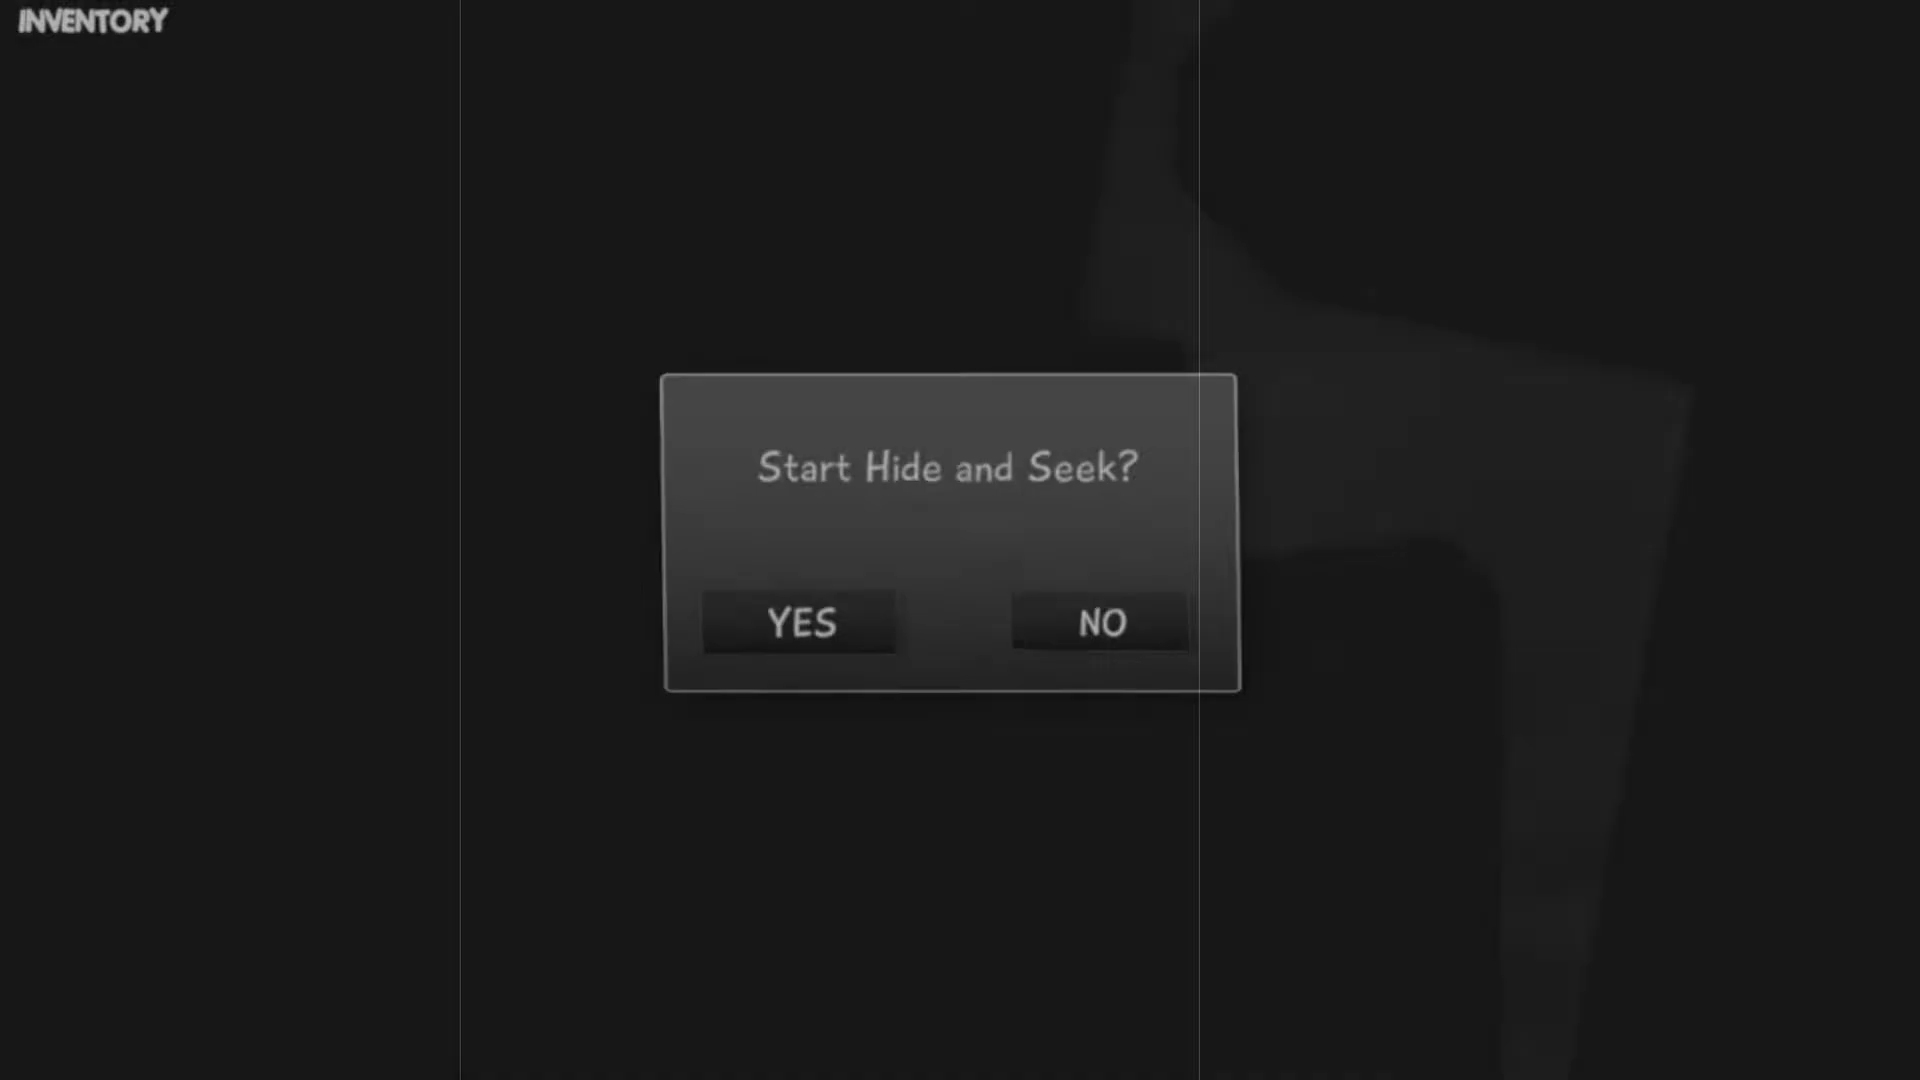 INVENTORY
Start Hide and Seek?
YES
NO